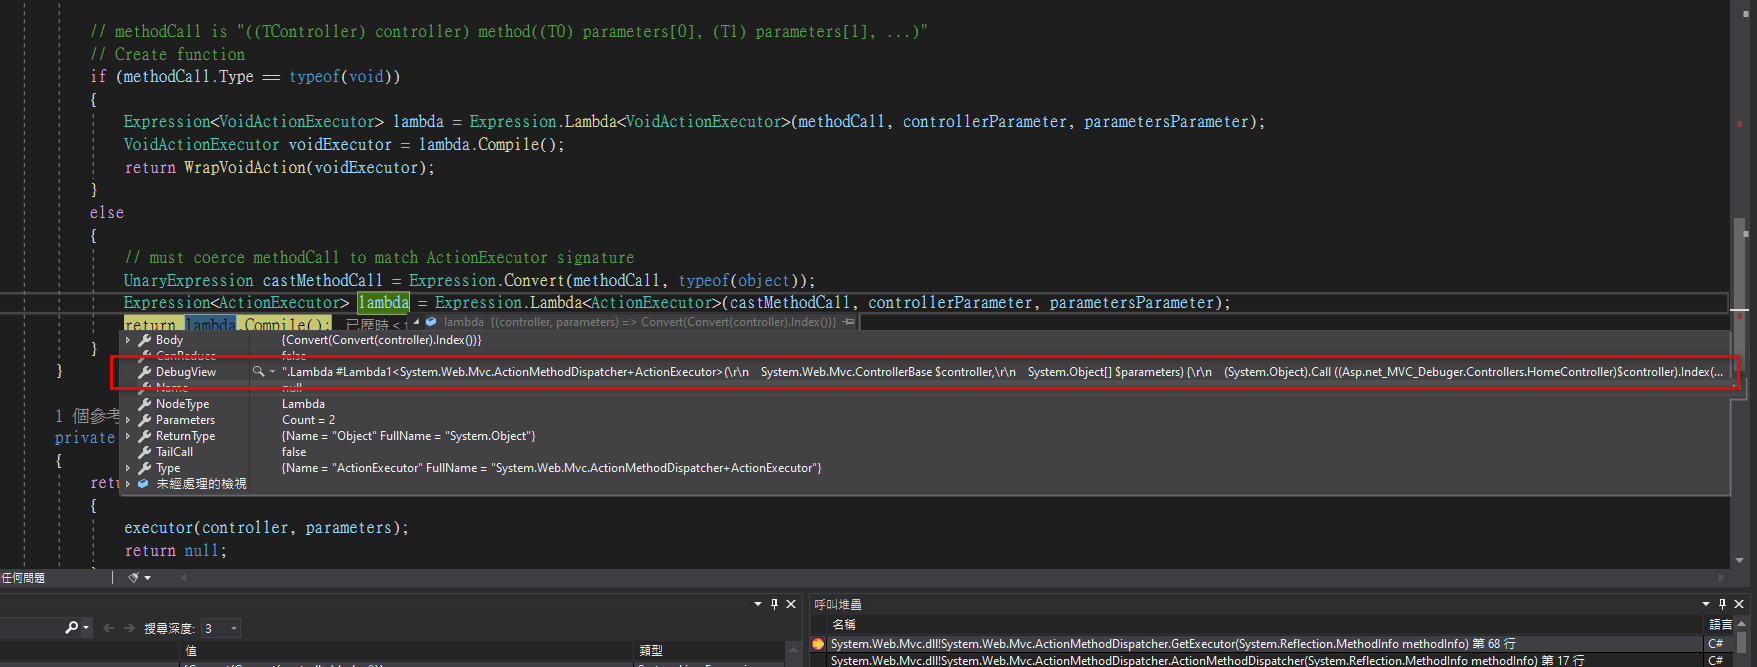 // methodCall is "((TController) controller) method((T0) parameters[0], (T1) parameters[1], ...)"
// Create function
if (methodCall.Type == typeof(void))
{
Expression<VoidActionExecutor> lambda = Expression.Lambda<VoidActionExecutor>(methodCall, controllerParameter, parametersParameter);
VoidActionExecutor voidExecutor = lambda.Compile();
return WrapVoidAction(voidExecutor);
}
else
{
// must coerce methodCall to match ActionExecutor signature
UnaryExpression castMethodCall = Expression.Convert(methodCall, typeof(object));
Expression<ActionExecutor> lambda = Expression.Lambda<ActionExecutor>(castMethodCall, controllerParameter, parametersParameter);
return lambda.Compile(); 已歷時 <
lambda {(controller, parameters) => Convert(Convert(controller).Index())}
Body {Convert(Convert(controller).Index())}
}
CanReduce false
} DebugView ".Lambda #Lambda1<System.Web.Mvc.ActionMethodDispatcher+ActionExecutor>(\r\n System.Web.Mvc.ControllerBase $controller,\r\n System.Object[] $parameters) {\r\n (System.Object).Call ((Asp.net_MVC_Debuger.Controllers.HomeController)$controller).Index(...
Name null
NodeType Lambda
1 個參考 Parameters Count = 2
private ReturnType {Name = "Object" FullName = "System.Object"}
{ TailCall false
Type {Name = "ActionExecutor" FullName = "System.Web.Mvc.ActionMethodDispatcher+ActionExecutor"}
retu 未經處理的檢視
{
executor(controller, parameters);
return null;
任何問題
呼叫堆疊
名稱 語言
搜尋深度: 3
值 類型
System.Web.Mvc.dll!System.Web.Mvc.ActionMethodDispatcher.GetExecutor(System.Reflection.MethodInfo methodInfo) 第 68 行 C#
System.Web.Mvc.dll!System.Web.Mvc.ActionMethodDispatcher.ActionMethodDispatcher(System.Reflection.MethodInfo methodInfo) 第 17 行 C#